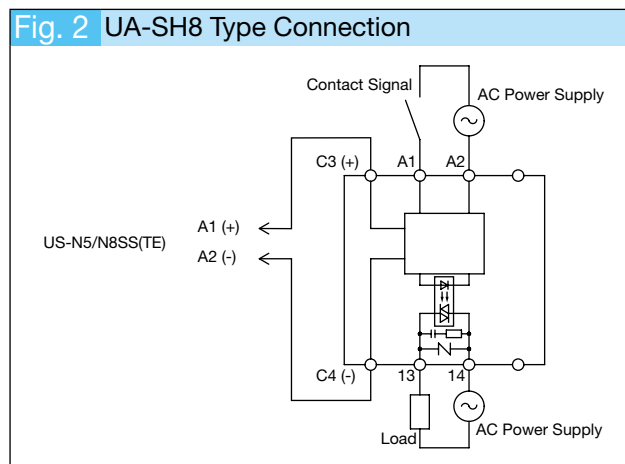 Fig. 2 UA-SH8 Type Connection
Contact Signal
AC Power Supply
C3 (+)
A1
A2
A1 (+)
US-N5/N8SS(TE)
A2 (-)
C4 (-)
13
14
Load
AC Power Supply